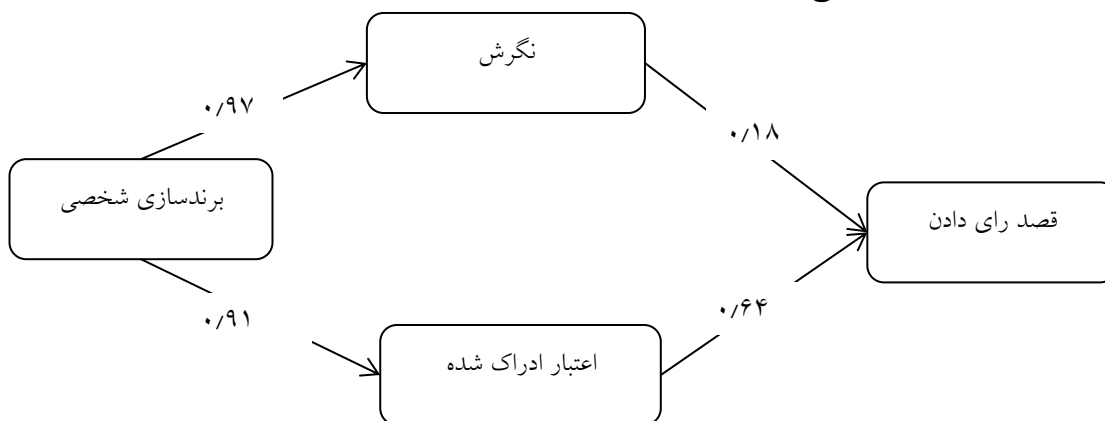 نگرش
۰/۹۷
۰/۱۸
برندسازی شخصی
قصد رای دادن
۰/۹۱
۰/۶۴
اعتبار ادراک شده